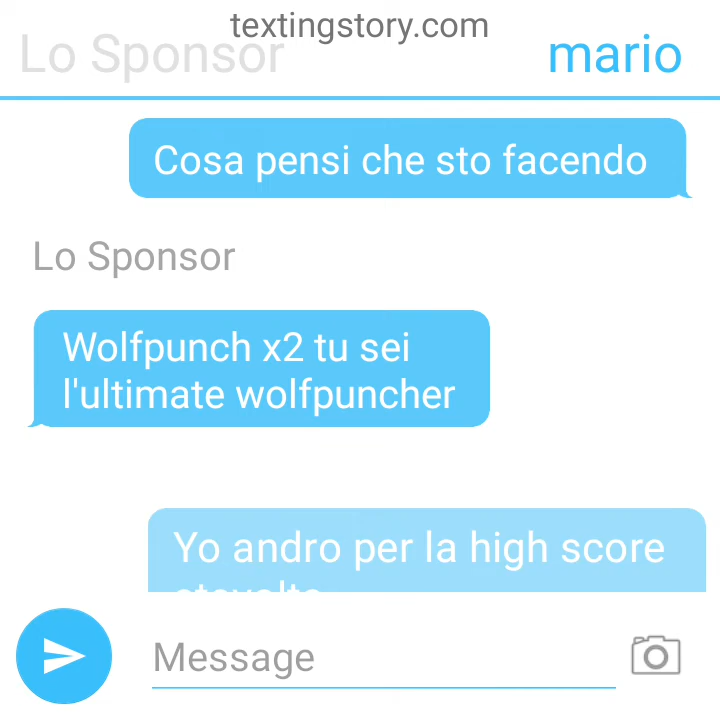 textingstory.com
Lo Sponsor
mario
Cosa pensi che sto facendo
Lo Sponsor
Wolfpunch x2 tu sei
l'ultimate wolfpuncher
Yo andro per la high score
Message